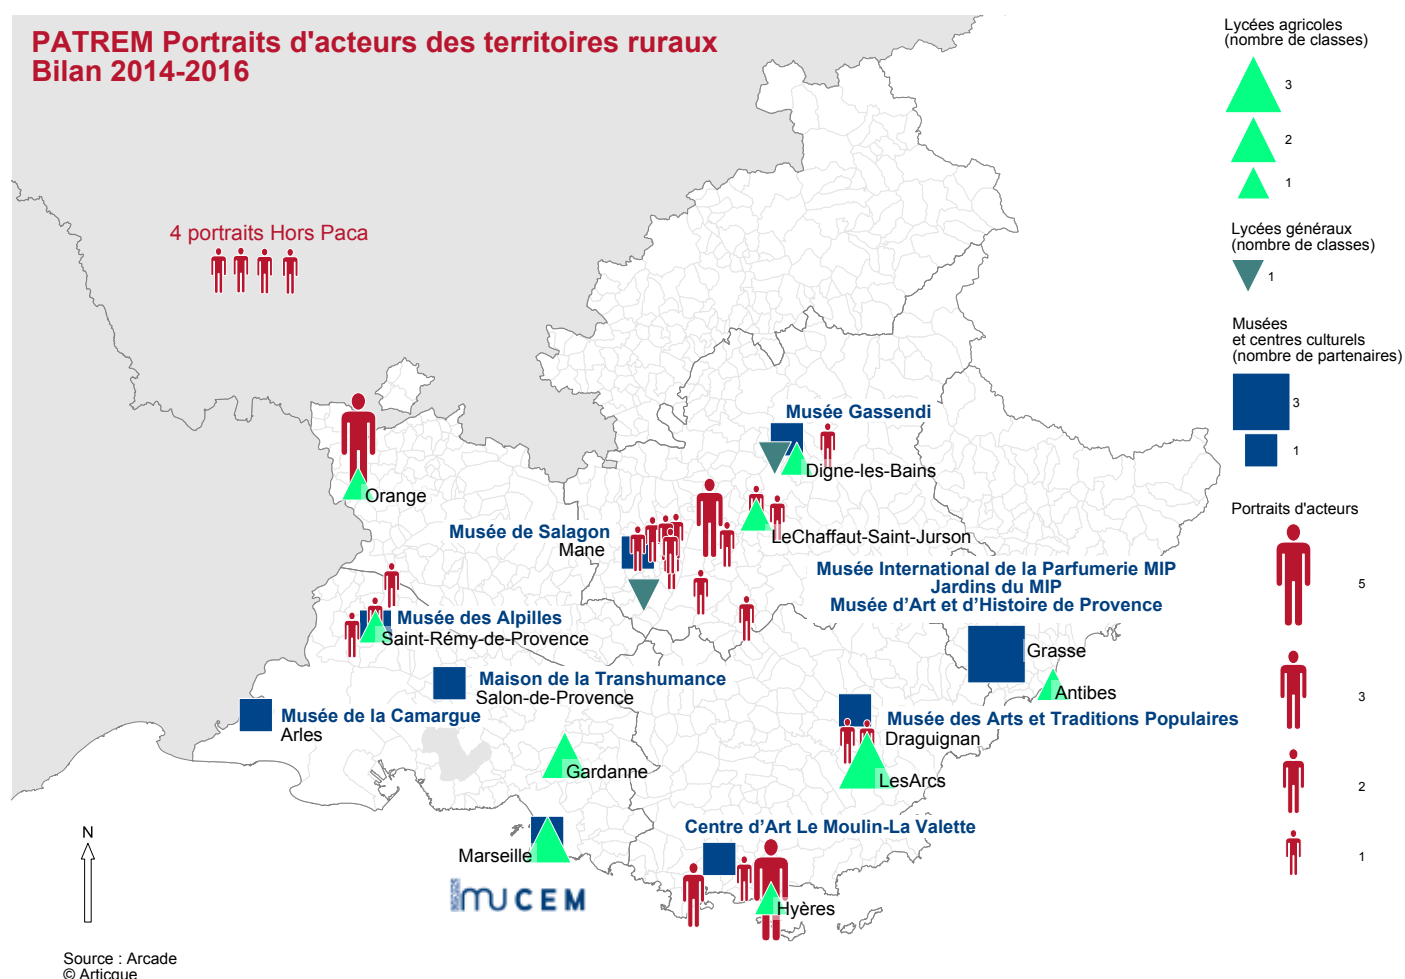 PATREM Portraits d'acteurs des territoires ruraux
Bilan 2014-2016
4 portraits Hors Paca
Lycées agricoles
(nombre de classes)
3
2
1
Lycées généraux
(nombre de classes)
1
Musées
et centres culturels
(nombre de partenaires)
3
1
Portraits d'acteurs
5
3
2
1
Musée Gassendi
Digne-les-Bains
Orange
Musée de Salagon
Mane
LeChaffaut-Saint-Jurson
Musée International de la Parfumerie MIP
Jardins du MIP
Musée d'Art et d'Histoire de Provence
Grasse
Antibes
Musée des Alpilles
Saint-Rémy-de-Provence
Maison de la Transhumance
Salon-de-Provence
Musée de la Camargue
Arles
Musée des Arts et Traditions Populaires
Draguignan
LesArcs
Gardanne
Centre d'Art Le Moulin-La Valette
Marseille
MUCEM
Hyères
N
Source : Arcade
© Articque